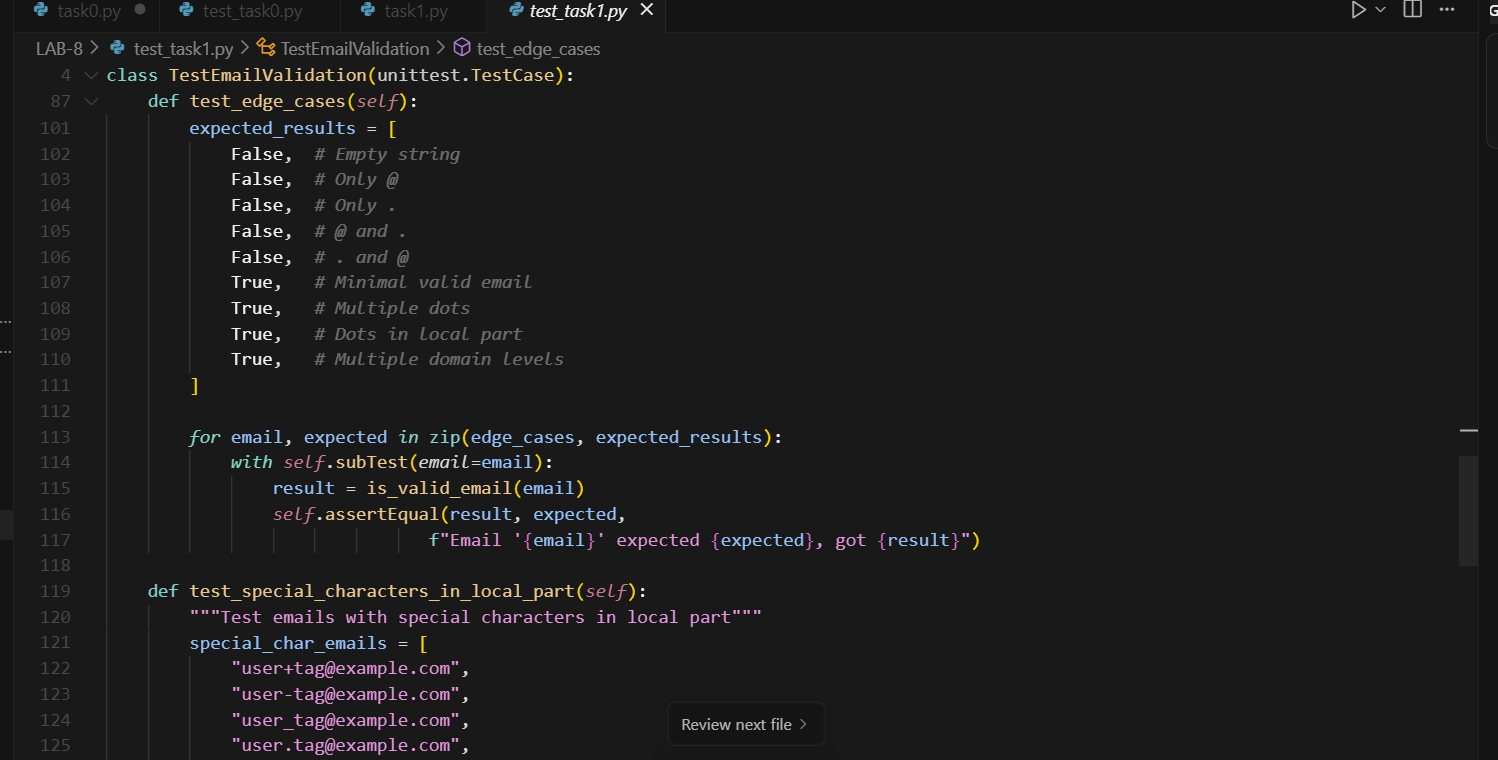 task0.py test_task0.py task1.py test_task1.py
LAB-8 > test_task1.py > TestEmailValidation > test_edge_cases
4 class TestEmailValidation(unittest.TestCase):
87 def test_edge_cases(self):
101 expected_results = [
102 False, # Empty string
103 False, # Only @
104 False, # Only .
105 False, # @ and .
106 False, # . and @
107 True, # Minimal valid email
108 True, # Multiple dots
109 True, # Dots in local part
110 True, # Multiple domain levels
111 ]
112
113 for email, expected in zip(edge_cases, expected_results):
114 with self.subTest(email=email):
115 result = is_valid_email(email)
116 self.assertEqual(result, expected,
117 f"Email '{email}' expected {expected}, got {result}")
118
119 def test_special_characters_in_local_part(self):
120 """Test emails with special characters in local part"""
121 special_char_emails = [
122 "user+tag@example.com",
123 "user-tag@example.com",
124 "user_tag@example.com",
125 "user.tag@example.com",
Review next file >